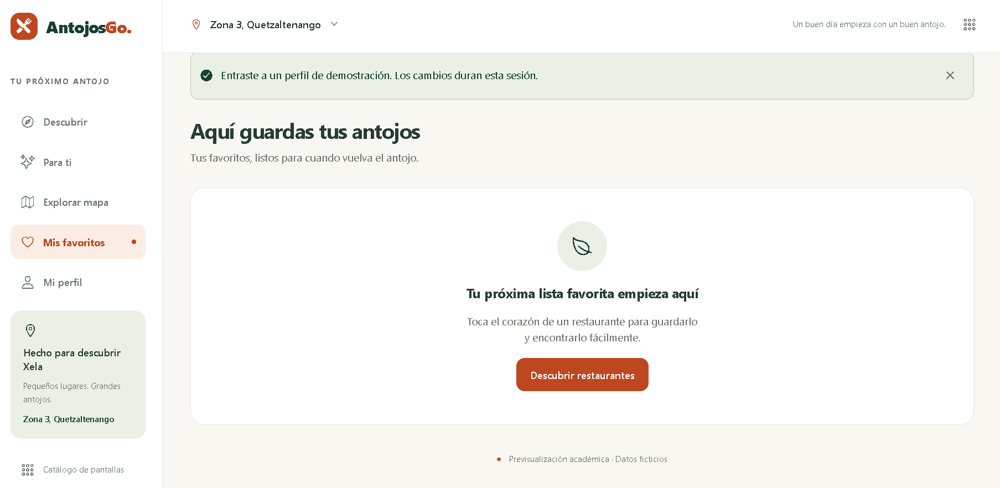 AntojosGo.
TU PRÓXIMO ANTOJO
Descubrir
Para ti
Explorar mapa
Mis favoritos
Mi perfil
Hecho para descubrir
Xela
Pequeños lugares. Grandes
antojos.
Zona 3, Quetzaltenango
Catálogo de pantallas
Zona 3, Quetzaltenango
Un buen día empieza con un buen antojo.
Entraste a un perfil de demostración. Los cambios duran esta sesión.
Aquí guardas tus antojos
Tus favoritos, listos para cuando vuelva el antojo.
Tu próxima lista favorita empieza aquí
Toca el corazón de un restaurante para guardarlo
y encontrarlo fácilmente.
Descubrir restaurantes
Previsualización académica · Datos ficticios